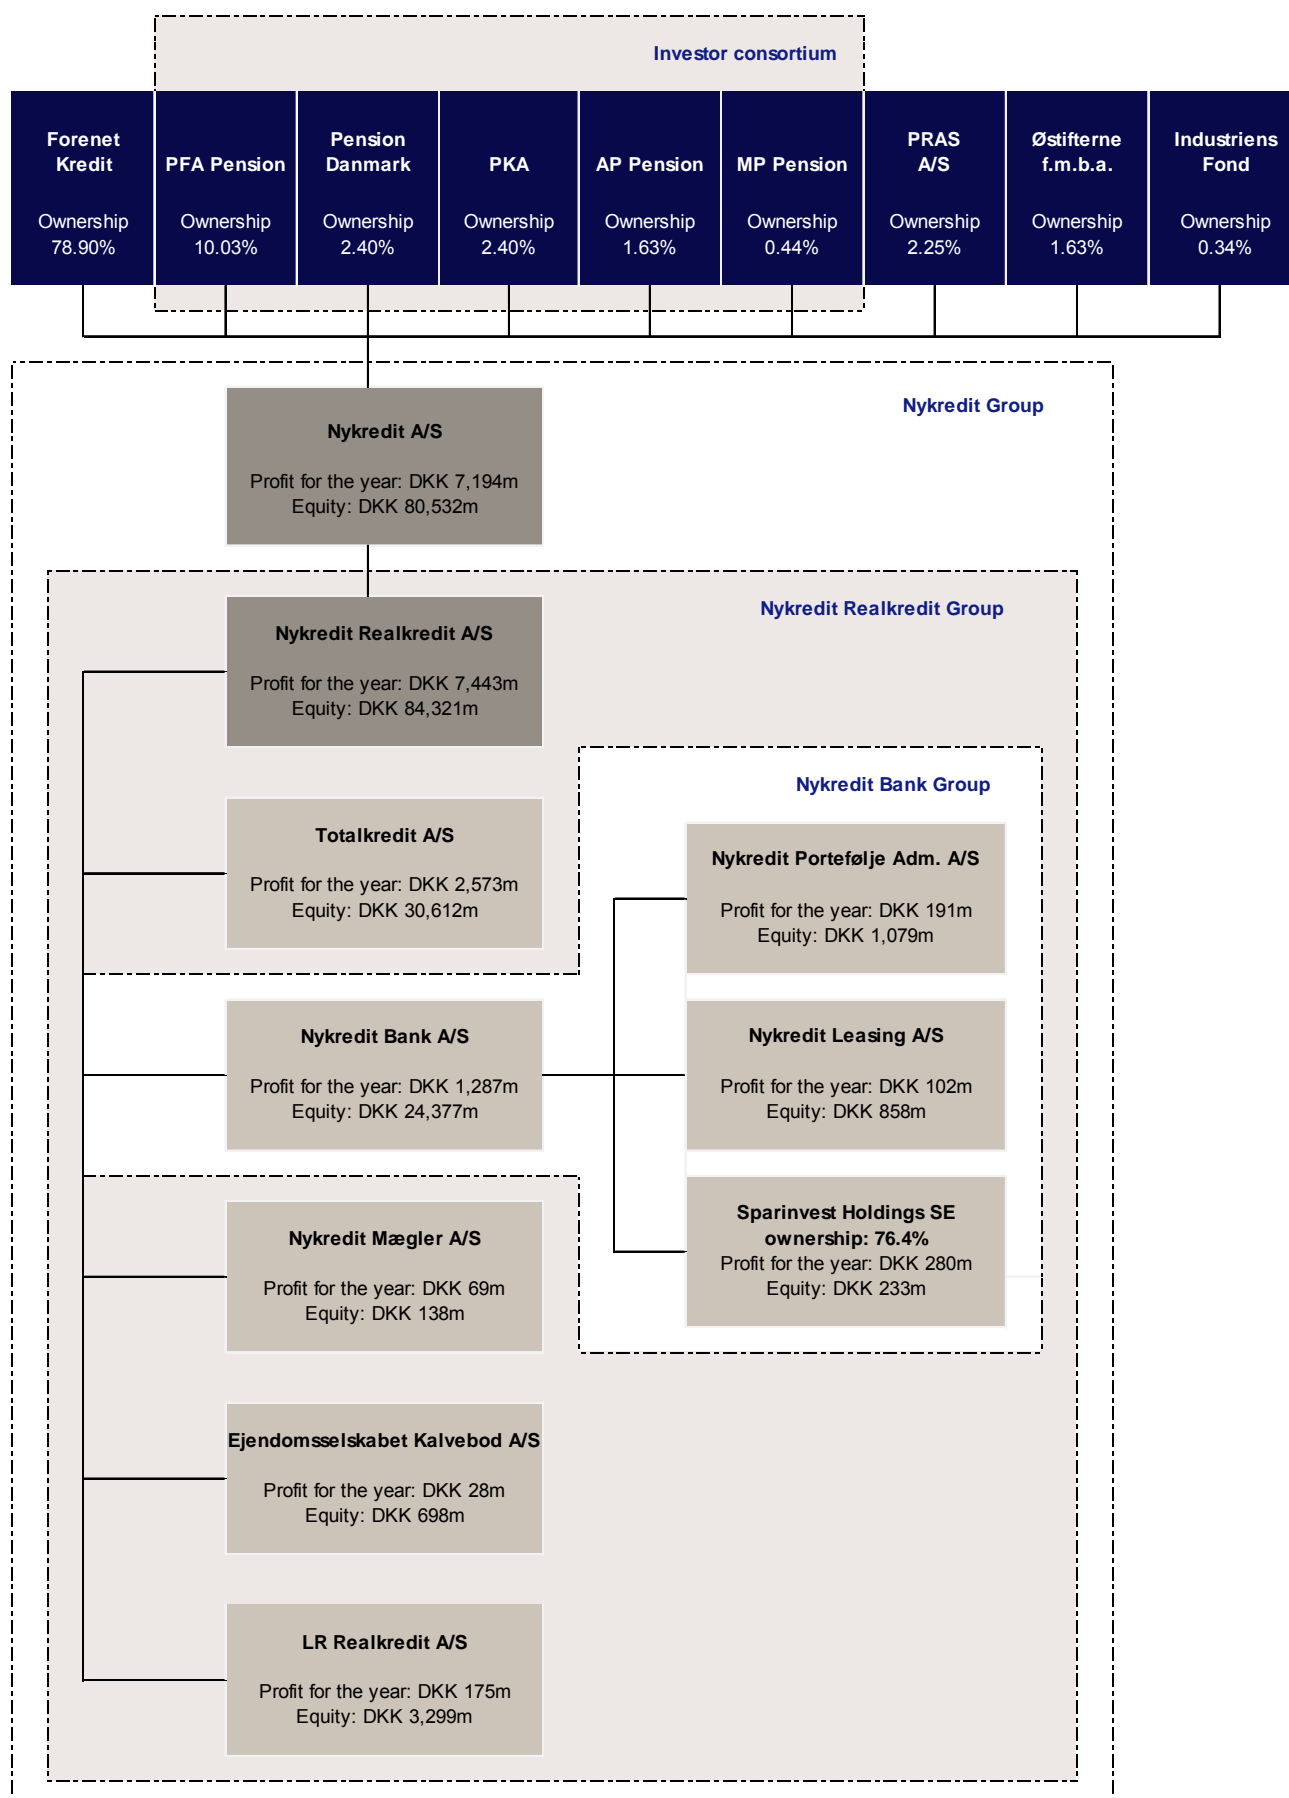 Investor consortium
Forenet
Kredit
Ownership
78.90%
PFA Pension
Ownership
10.03%
Pension
Danmark
Ownership
2.40%
PKA
Ownership
2.40%
AP Pension
Ownership
1.63%
MP Pension
Ownership
0.44%
PRAS
A/S
Ownership
2.25%
Østifterne
f.m.b.a.
Ownership
1.63%
Industriens
Fond
Ownership
0.34%
Nykredit Group
Nykredit A/S
Profit for the year: DKK 7,194m
Equity: DKK 80,532m
Nykredit Realkredit Group
Nykredit Realkredit A/S
Profit for the year: DKK 7,443m
Equity: DKK 84,321m
Totalkredit A/S
Profit for the year: DKK 2,573m
Equity: DKK 30,612m
Nykredit Bank Group
Nykredit Portefølje Adm. A/S
Profit for the year: DKK 191m
Equity: DKK 1,079m
Nykredit Bank A/S
Profit for the year: DKK 1,287m
Equity: DKK 24,377m
Nykredit Leasing A/S
Profit for the year: DKK 102m
Equity: DKK 858m
Sparinvest Holdings SE
ownership: 76.4%
Profit for the year: DKK 280m
Equity: DKK 233m
Nykredit Mægler A/S
Profit for the year: DKK 69m
Equity: DKK 138m
Ejendomsselskabet Kalvebod A/S
Profit for the year: DKK 28m
Equity: DKK 698m
LR Realkredit A/S
Profit for the year: DKK 175m
Equity: DKK 3,299m